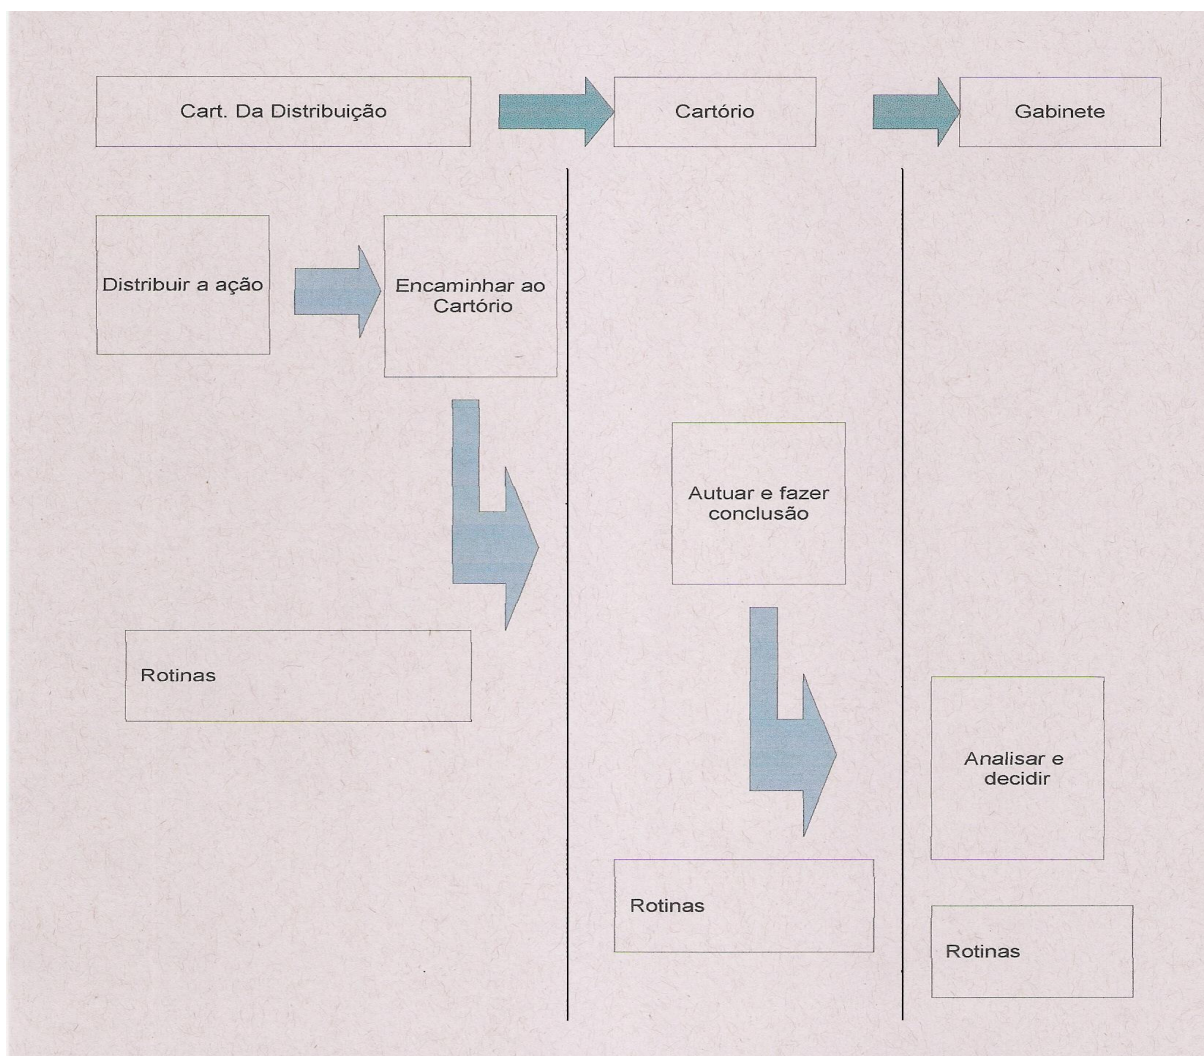 Cart. Da Distribuição
Cartório
Gabinete
Distribuir a ação
Encaminhar ao
Cartório
Autuar e fazer
conclusão
Rotinas
Analisar e
decidir
Rotinas
Rotinas